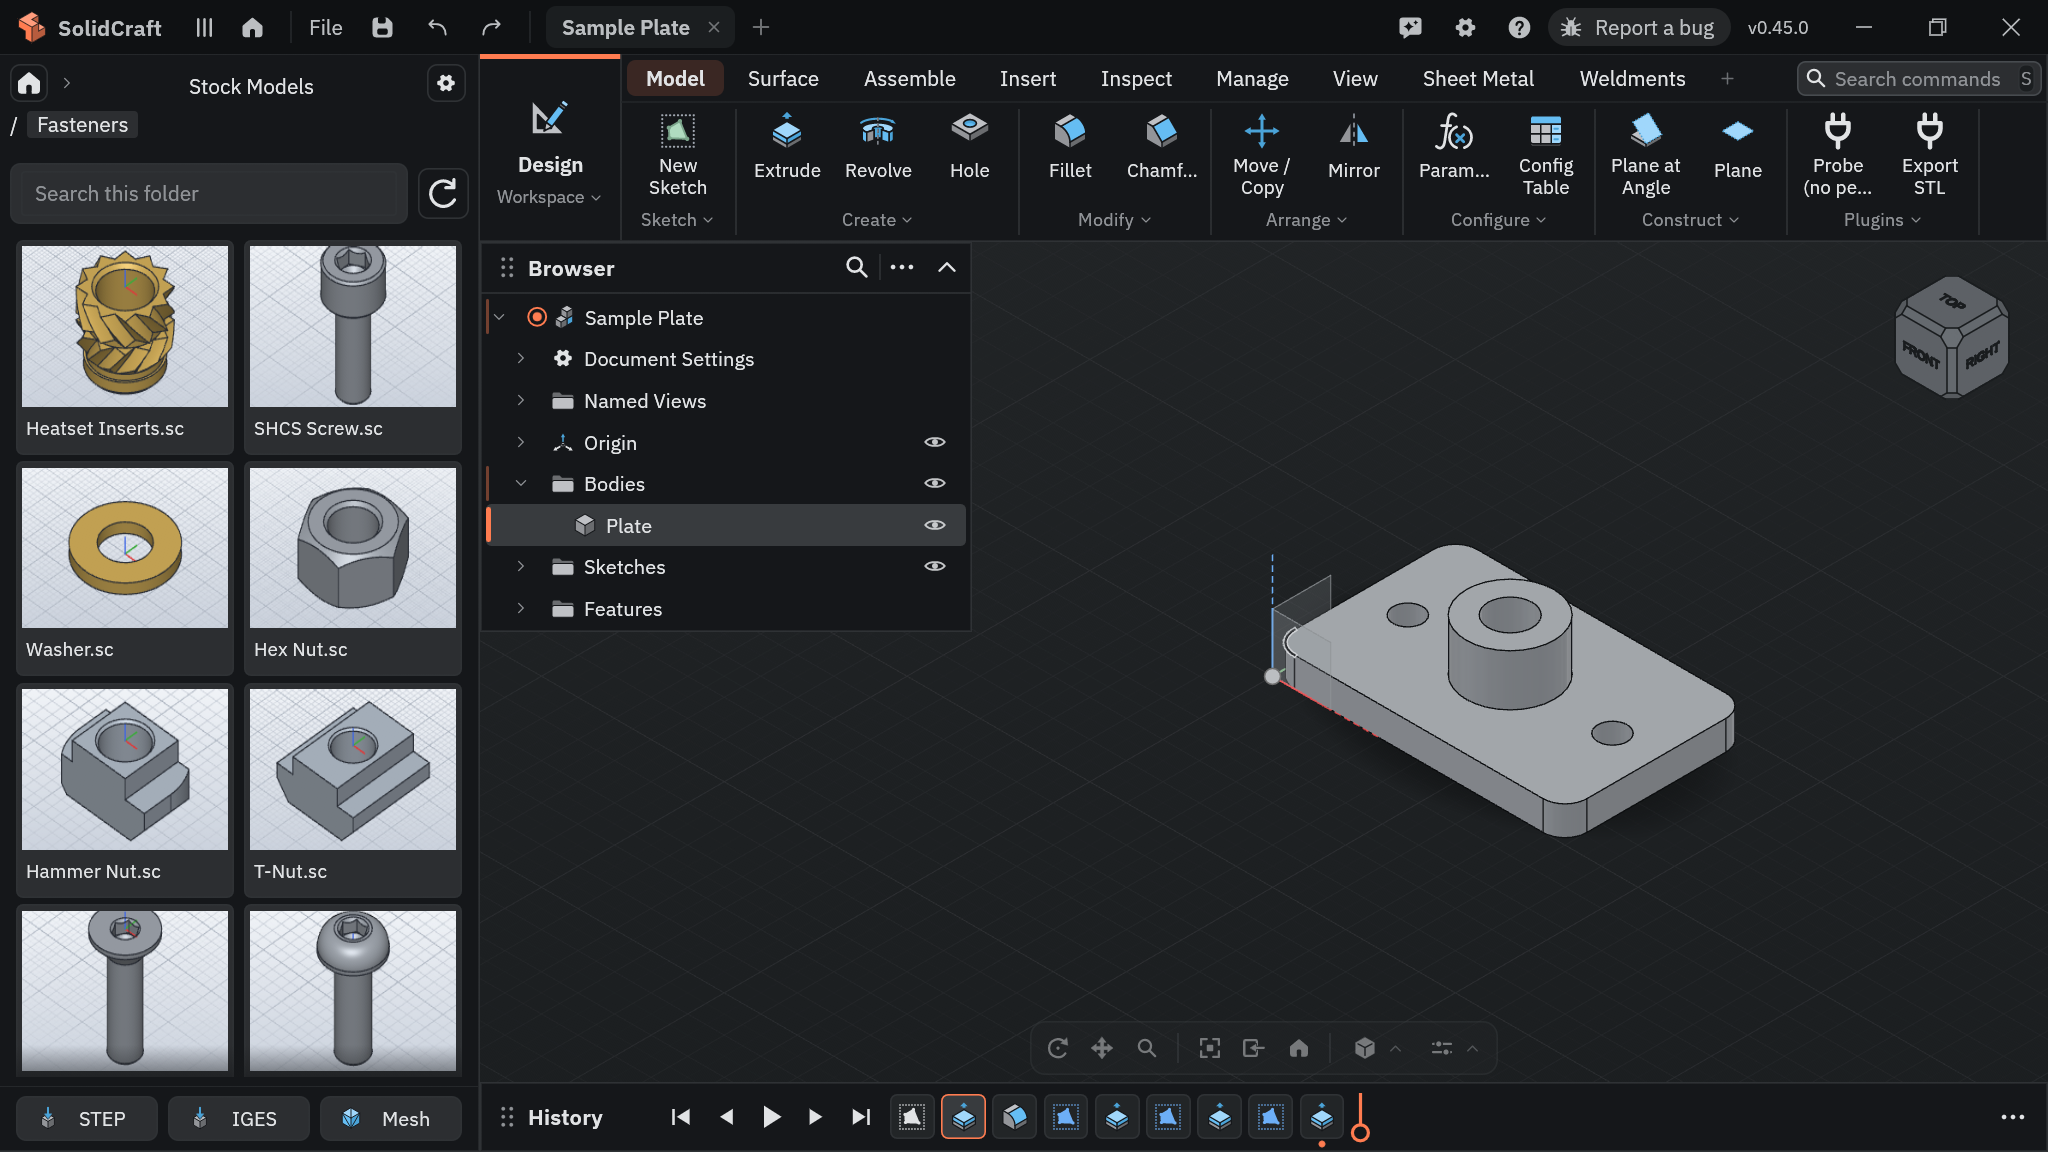 SolidCraft
File
Sample Plate
Report a bug
v0.45.0
Stock Models
/ Fasteners
Search this folder
Heatset Inserts.sc
SHCS Screw.sc
Washer.sc
Hex Nut.sc
Hammer Nut.sc
T-Nut.sc
STEP
IGES
Mesh
Design
Workspace
Model
Surface
Assemble
Insert
Inspect
Manage
View
Sheet Metal
Weldments
Search commands
S
New
Sketch
Sketch
Extrude
Revolve
Hole
Create
Fillet
Chamf...
Modify
Move /
Copy
Mirror
Arrange
Param...
Config
Table
Configure
Plane at
Angle
Plane
Construct
Probe
(no pe...
Export
STL
Plugins
Browser
Sample Plate
Document Settings
Named Views
Origin
Bodies
Plate
Sketches
Features
TOP
FRONT
RIGHT
History